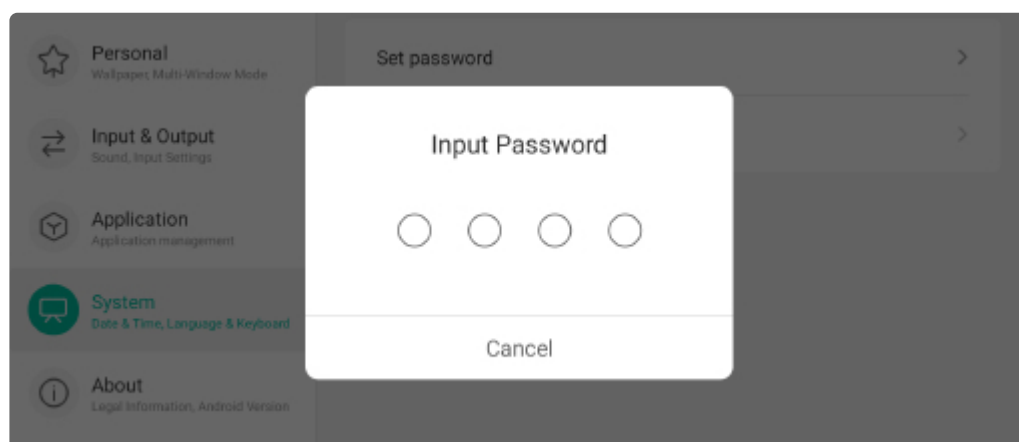 Personal
Wallpaper, Multi-Window Mode
Set password
Input & Output
Sound, Input Settings
Input Password
Application
Application management
System
Date & Time, Language & Keyboard
Cancel
About
Legal Information, Android Version